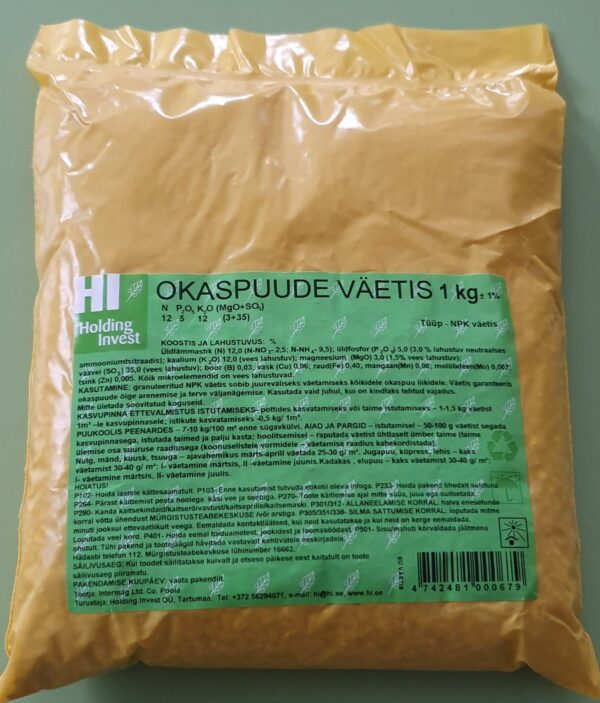 HI
Holding
Invest
OKASPUUDE VÄETIS 1 kg ± 1%
N P₂O₅ K₂O (MgO+SO₃)
12 5 12 (3+35)
Tüüp - NPK väetis
KOOSTIS JA LAHUSTUVUS: %
Üldlämmastik (N) 12,0 (N-NO₃- 2,5; N-NH₄- 9,5); üldfosfor (P₂O₅) 5,0 (3,0 % lahustuv neutraalses
ammooniumtsitraadis); kaalium (K₂O) 12,0 (vees lahustuv); magneesium (MgO) 3,0 (1,5% vees lahustuv);
väävel (SO₃) 35,0 (vees lahustuv); boor (B) 0,03; vask (Cu) 0,06; raud(Fe) 0,40; mangaan(Mn) 0,06; molübdeen(Mo) 0,007;
tsink (Zn) 0,005. Kõik mikroelemendid on vees lahustuvad.
KASUTAMINE: granuleeritud NPK väetis sobib juureväliseks väetamiseks kõikidele okaspuu liikidele. Väetis garanteerib
okaspuude õige arenemise ja terve väljanägemise. Kasutada vaid juhul, kui on kindlaks tehtud vajadus.
Mitte ületada soovitatud koguseid.
KASVUPINNA ETTEVALMISTUS ISTUTAMISEKS- pottides kasvatamiseks või taime istutamiseks - 1-1,5 kg väetist
1m³ -le kasvupinnasele; istikute kasvatamiseks -0,5 kg/ 1m³.
PUUKOOLIS PEENARDES - 7-10 kg/100 m² enne sügavkülvi. AIAD JA PARGID - istutamisel - 50-100 g väetist segada
kasvupinnasega, istutada taimed ja palju kasta; hoolitsemisel - raputada väetist ühtlaselt ümber taime (taime
ülemise osa suuruse raadiusega (koonuselistele vormidele - väetamise raadius kahekordistada); peale kaks
Nulg, mänd, kuusk, tsuuga - ajavahemikus märts-aprill väetada 25-30 g/. Jugapuu, küpress, lehis - kaks
väetamist 30-40 g/ m²: I- väetamine märtsis, II -väetamine juunis.Kadakas , elupuu - kaks väetamist 30-40 g/ m²:
I- väetamine märtsis, II- väetamine juulis.
HOIATUS!
P102- Hoida lastele kättesaamatult. P103- Enne kasutamist tutvuda etiketil oleva infoga. P233- Hoida pakend tihedalt suletuna
P264- Pärast käitlemist pesta hoolega käsi vee ja seebiga. P270- Toote käitlemise ajal mitte süüa, juua ega suitsetada.
P280- Kanda kaitsekindaid/kaitserõivastust/kaitseprille/kaitsemaski. P301/312- ALLANEELAMISE KORRAL: halva enesetunde
korral võtta ühendust MÜRGISTUSTEABEKESKUSE või arstiga. P305/351/338- SILMA SATTUMISE KORRAL: loputada mitme
minuti jooksul ettevaatlikult veega. Eemaldada kontaktläätsed, kui neid kasutatakse ja kui neid on kerge eemaldada.
Loputada veel kord. P401- Hoida eemal toiduainetest, jookidest ja loomasöödast. P501- Sisu/mahuti kõrvaldada jäätmena
ohutult. Tühi pakend ja tootejäägid hävitada vastavalt kehtivatele eeskirjadele.
Hädaabi telefon 112. Mürgistusteabekeskuse lühinumber 16662.
SÄILIVUSAEG: Kui toodet säilitatakse kuivalt ja otsese päikese eest kaitstult on toote
säilivusaeg piiramatu.
PAKENDAMISE KUUPÄEV: vaata pakendilt
Tootja: Intermag Ltd. Co, Poola
Turustaja: Holding Invest OÜ, Tartumaa, Tel: +372 56294071, e-mail: hi@hi.ee, www.hi.ee
EU VÄETIS
4 742481 000679